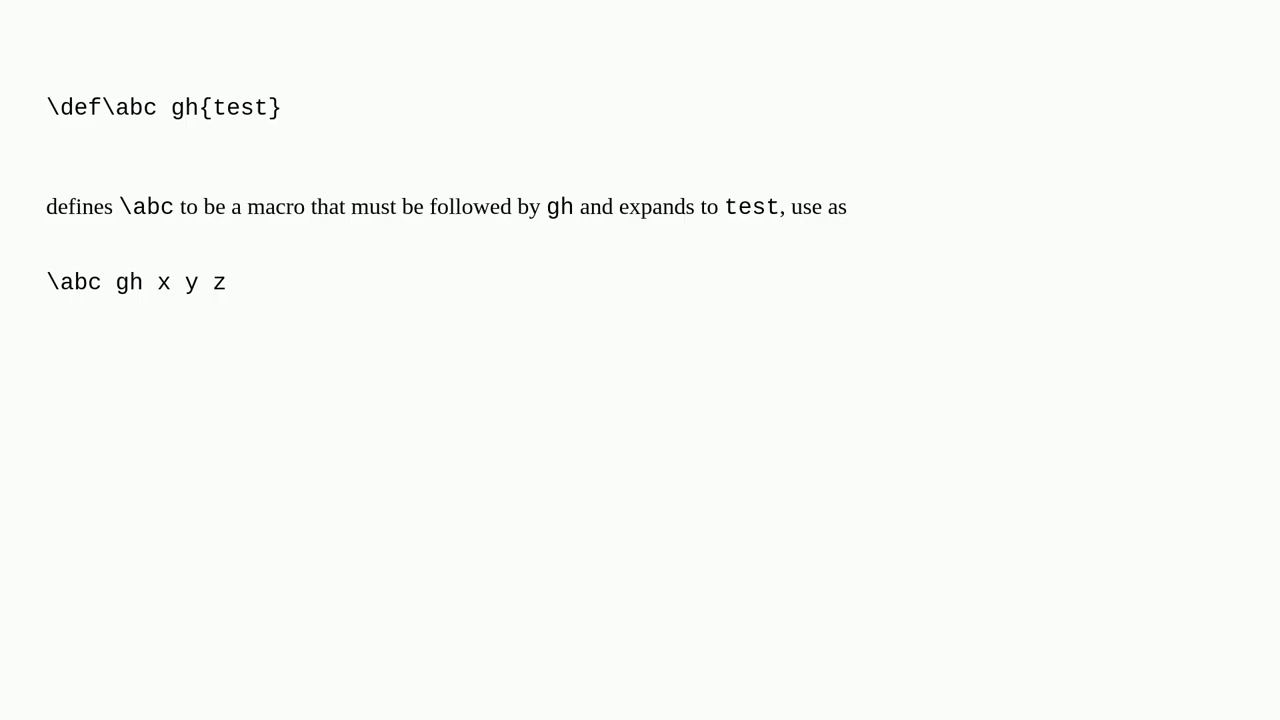 \def\abc gh{test}
defines \abc to be a macro that must be followed by gh and expands to test, use as
\abc gh x y z